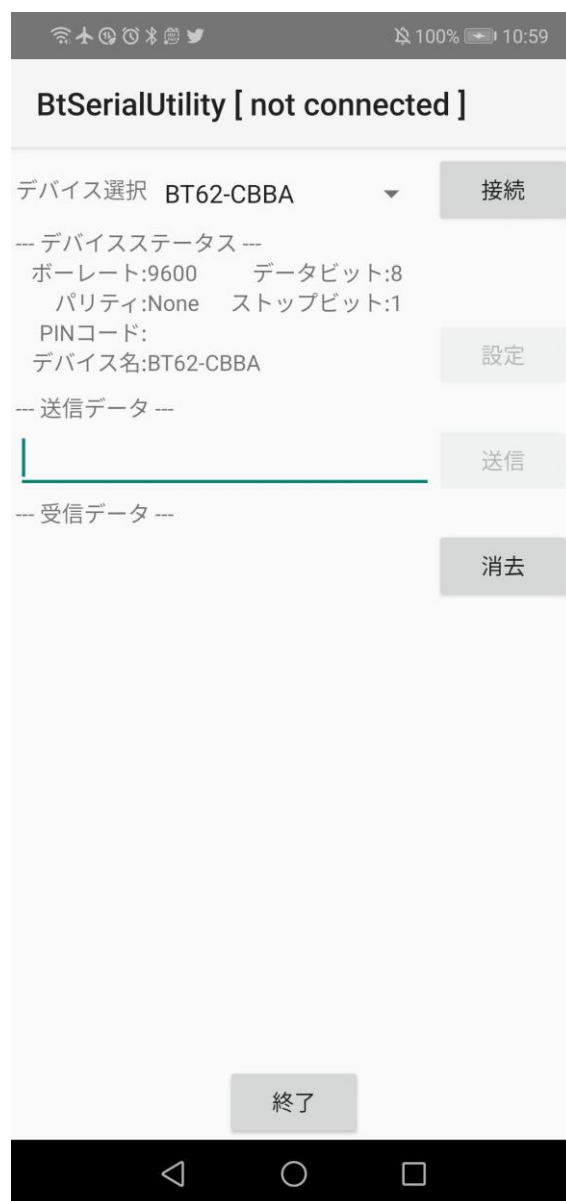 100% 10:59
BtSerialUtility [ not connected ]
デバイス選択 BT62-CBBA 接続
--- デバイスステータス ---
ボーレート:9600 データビット:8
パリティ:None ストップビット:1
PINコード:
デバイス名:BT62-CBBA 設定
--- 送信データ ---
送信
--- 受信データ ---
消去
終了